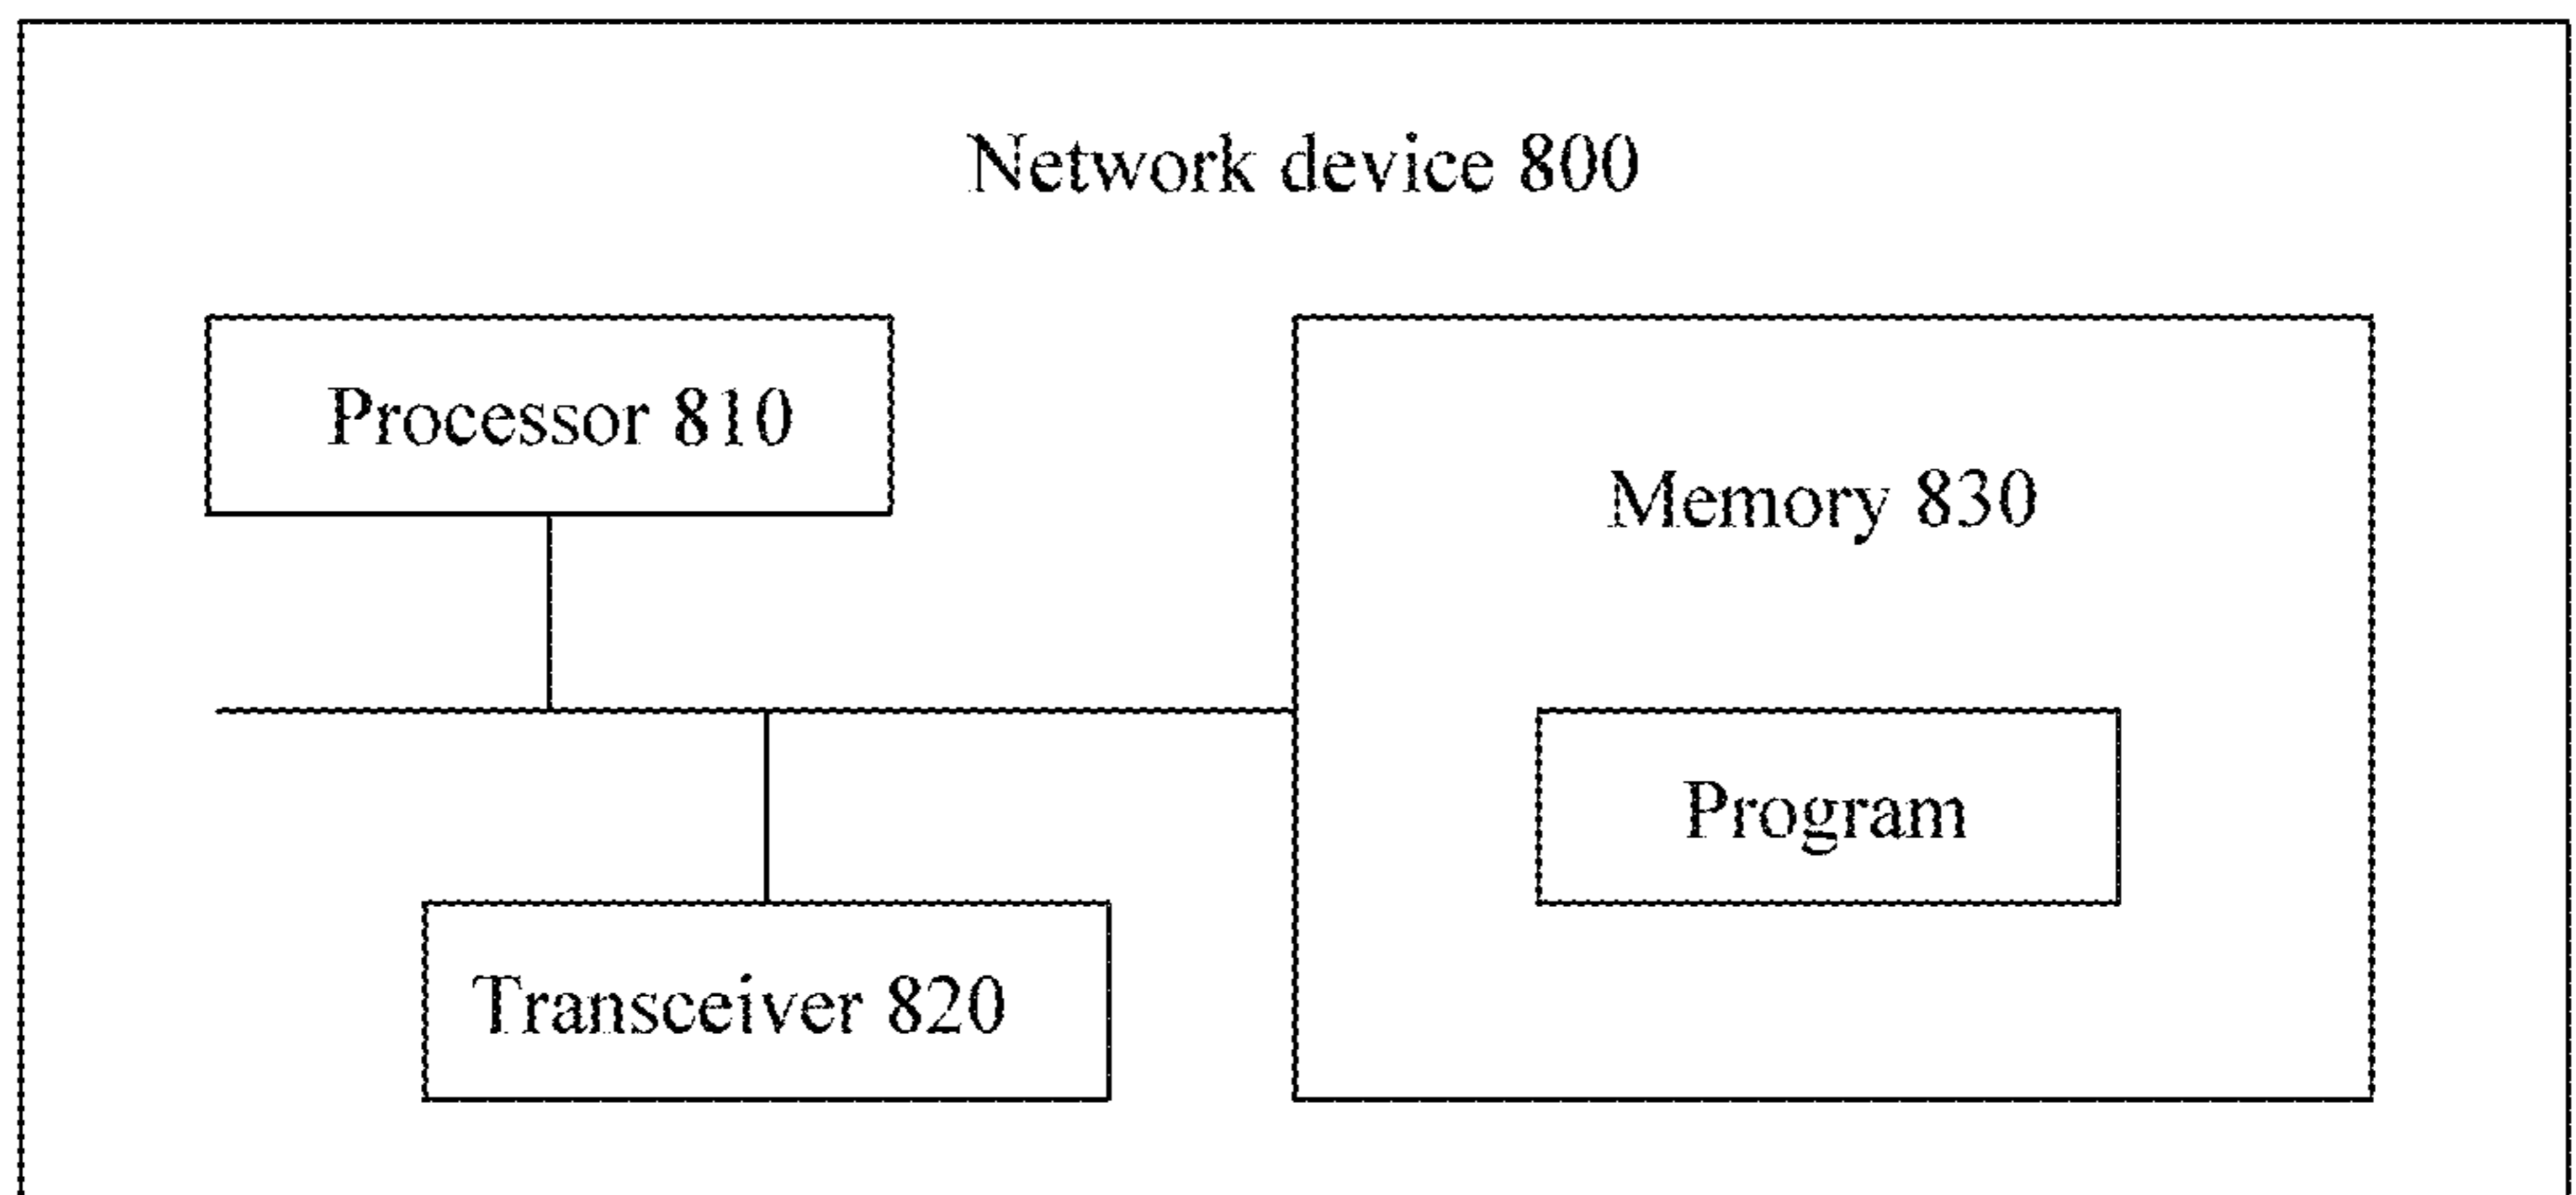 Network device 800
Processor 810
Memory 830
Program
Transceiver 820